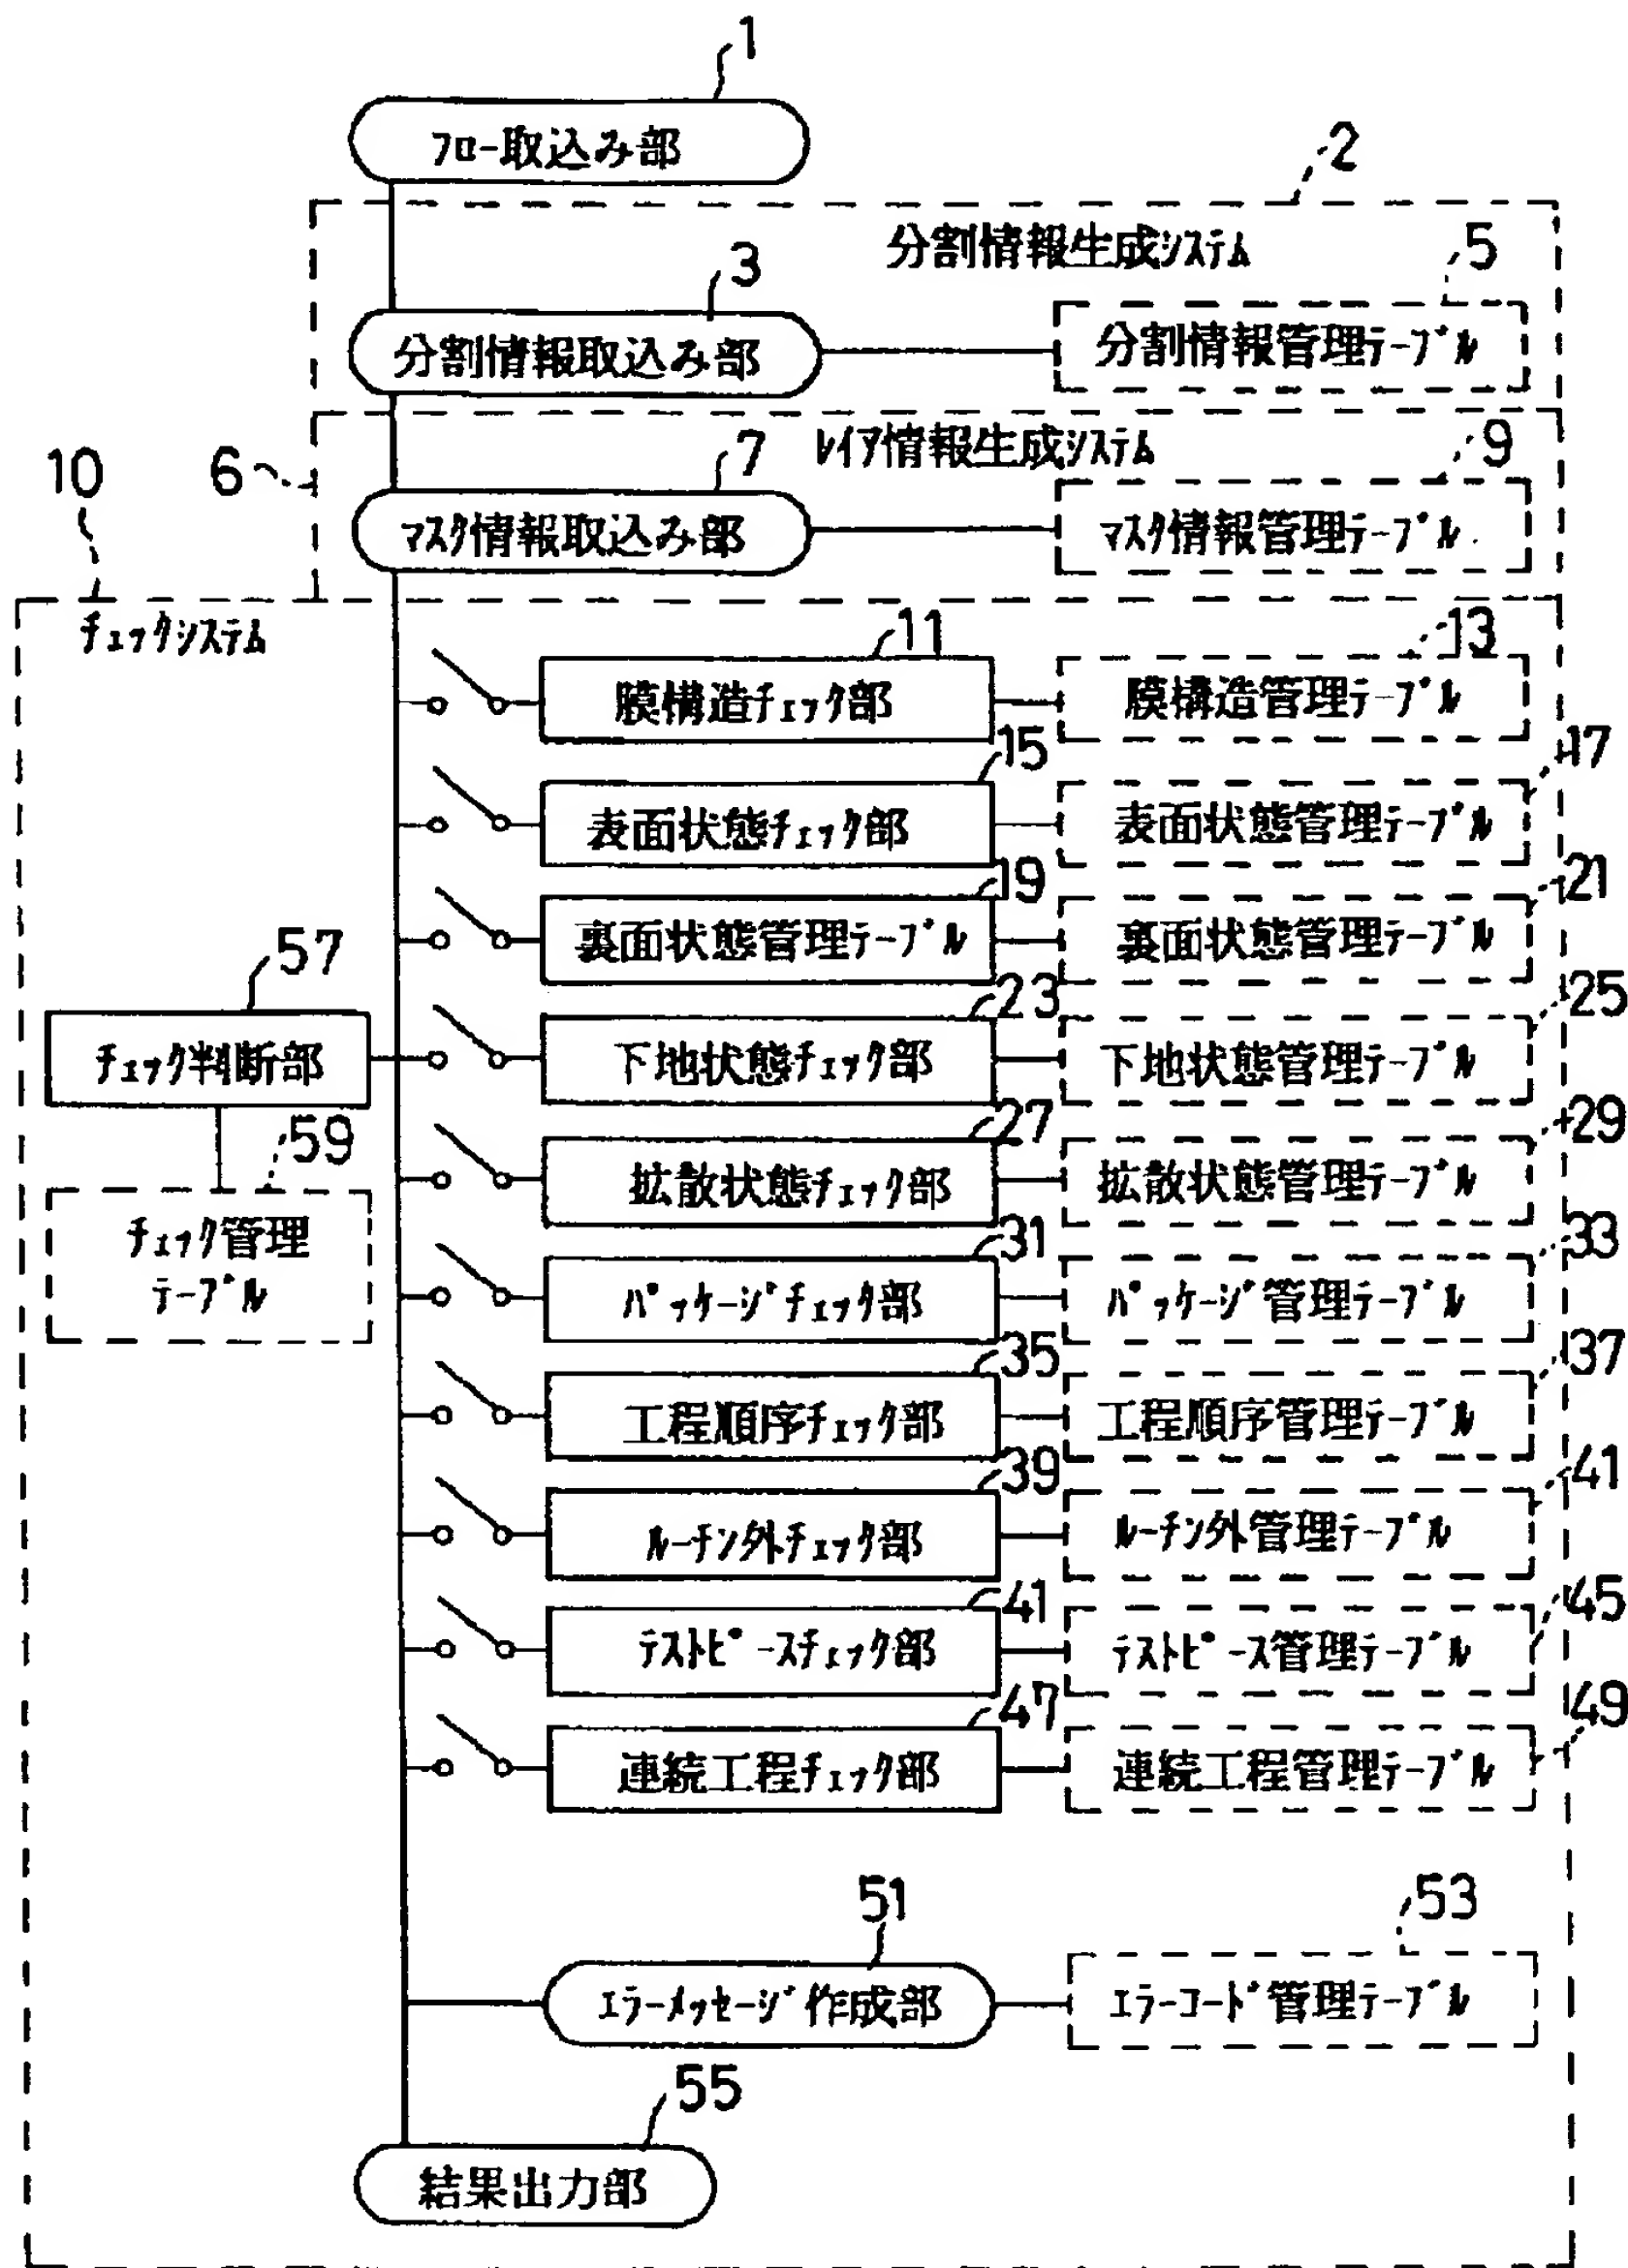 1
フロー取込み部
2
分割情報生成システム
3
5
分割情報取込み部
分割情報管理テーブル
6
レイア情報生成システム
7
9
マスク情報取込み部
マスク情報管理テーブル
10
チェックシステム
11
13
膜構造チェック部
膜構造管理テーブル
15
17
表面状態チェック部
表面状態管理テーブル
19
21
裏面状態管理テーブル
裏面状態管理テーブル
57
23
25
チェック判断部
下地状態チェック部
下地状態管理テーブル
59
27
29
チェック管理
テーブル
拡散状態チェック部
拡散状態管理テーブル
31
33
パッケージチェック部
パッケージ管理テーブル
35
37
工程順序チェック部
工程順序管理テーブル
39
41
ルーチン外チェック部
ルーチン外管理テーブル
41
45
テストピースチェック部
テストピース管理テーブル
47
49
連続工程チェック部
連続工程管理テーブル
51
53
エラーメッセージ作成部
エラーコード管理テーブル
55
結果出力部